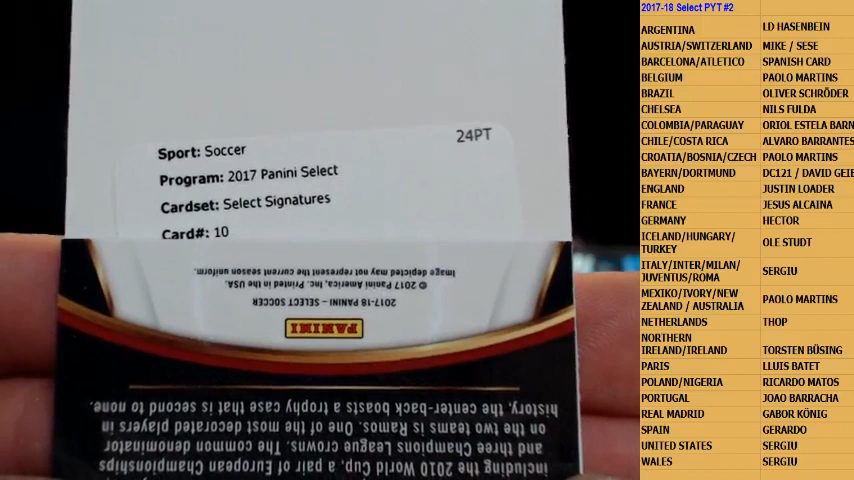 24PT
Sport: Soccer
Program: 2017 Panini Select
Cardset: Select Signatures
Card#: 10
including the 2010 World Cup, a pair of European Championships
and three Champions League crowns. The common denominator
on the two teams is Ramos. One of the most decorated players in
history, the center-back boasts a trophy case that is second to none.
PANINI
2017-18 PANINI – SELECT SOCCER
© 2017 Panini America, Inc. Printed in the USA.
Image depicted may not represent the current season uniform.
2017-18 Select PYT #2
ARGENTINA LD HASENBEIN
AUSTRIA/SWITZERLAND MIKE / SESE
BARCELONA/ATLETICO SPANISH CARD
BELGIUM PAOLO MARTINS
BRAZIL OLIVER SCHRÖDER
CHELSEA NILS FULDA
COLOMBIA/PARAGUAY ORIOL ESTELA BARN
CHILE/COSTA RICA ALVARO BARRANTES
CROATIA/BOSNIA/CZECH PAOLO MARTINS
BAYERN/DORTMUND DC121 / DAVID GEIE
ENGLAND JUSTIN LOADER
FRANCE JESUS ALCAINA
GERMANY HECTOR
ICELAND/HUNGARY/
TURKEY OLE STUDT
ITALY/INTER/MILAN/
JUVENTUS/ROMA SERGIU
MEXIKO/IVORY/NEW
ZEALAND / AUSTRALIA PAOLO MARTINS
NETHERLANDS THOP
NORTHERN
IRELAND/IRELAND TORSTEN BÜSING
PARIS LLUIS BATET
POLAND/NIGERIA RICARDO MATOS
PORTUGAL JOAO BARRACHA
REAL MADRID GABOR KÖNIG
SPAIN GERARDO
UNITED STATES SERGIU
WALES SERGIU